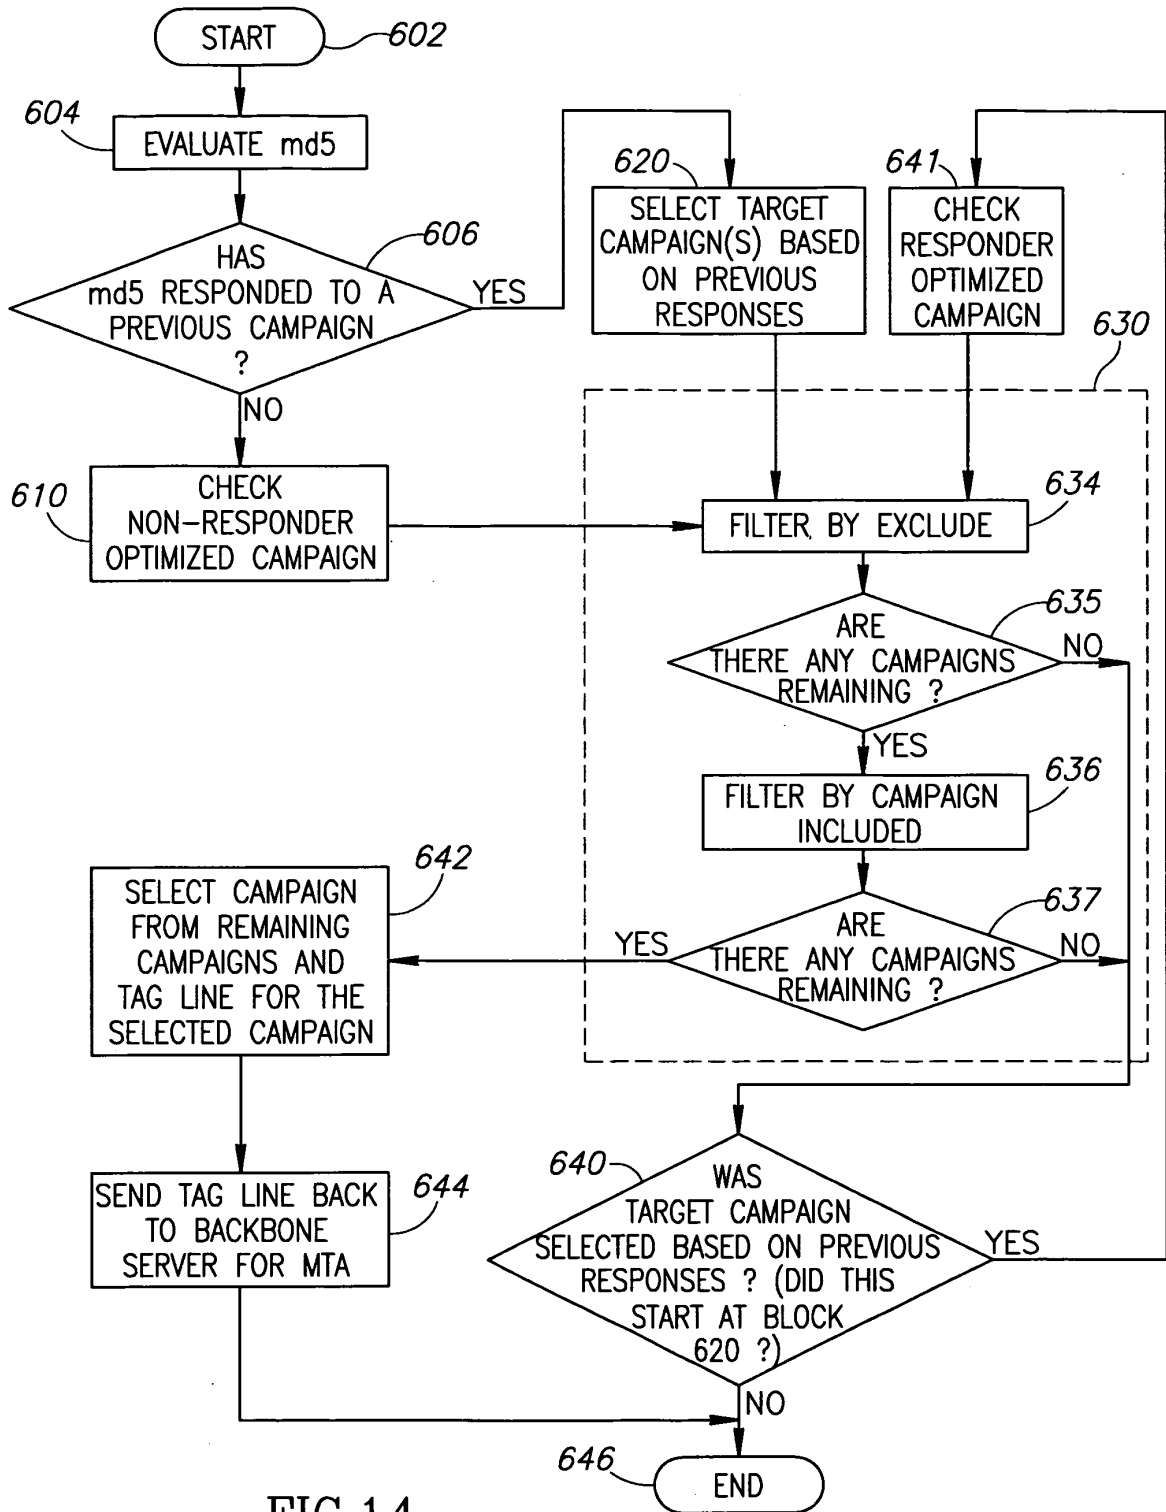 START
602
604
EVALUATE md5
HAS
md5 RESPONDED TO A
PREVIOUS CAMPAIGN
?
606
YES
NO
620
SELECT TARGET
CAMPAIGN(S) BASED
ON PREVIOUS
RESPONSES
641
CHECK
RESPONDER
OPTIMIZED
CAMPAIGN
630
610
CHECK
NON-RESPONDER
OPTIMIZED CAMPAIGN
FILTER BY EXCLUDE
634
ARE
THERE ANY CAMPAIGNS
REMAINING ?
635
NO
YES
FILTER BY CAMPAIGN
INCLUDED
636
ARE
THERE ANY CAMPAIGNS
REMAINING ?
637
NO
YES
642
SELECT CAMPAIGN
FROM REMAINING
CAMPAIGNS AND
TAG LINE FOR THE
SELECTED CAMPAIGN
SEND TAG LINE BACK
TO BACKBONE
SERVER FOR MTA
644
640
WAS
TARGET CAMPAIGN
SELECTED BASED ON PREVIOUS
RESPONSES ? (DID THIS
START AT BLOCK
620 ?)
YES
NO
646
END
FIG.14